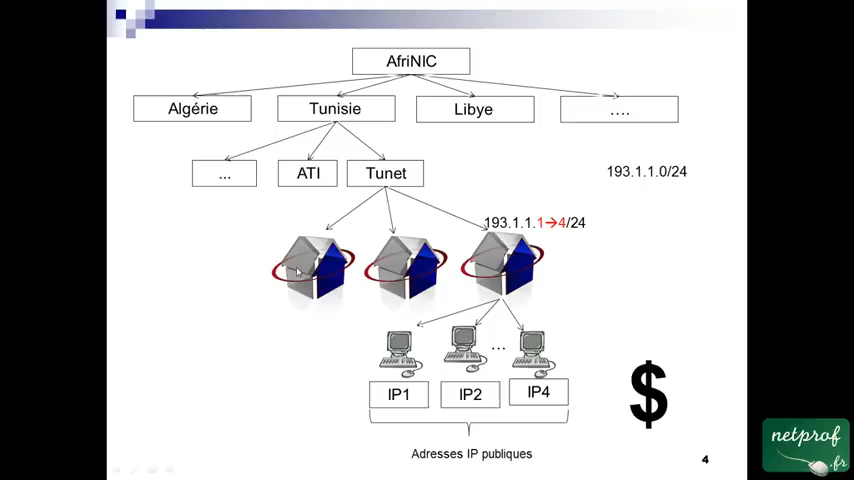 AfriNIC
Algérie
Tunisie
Libye
....
...
ATI
Tunet
193.1.1.0/24
193.1.1.1→4/24
...
IP1
IP2
IP4
$
Adresses IP publiques
4
netprof
.fr